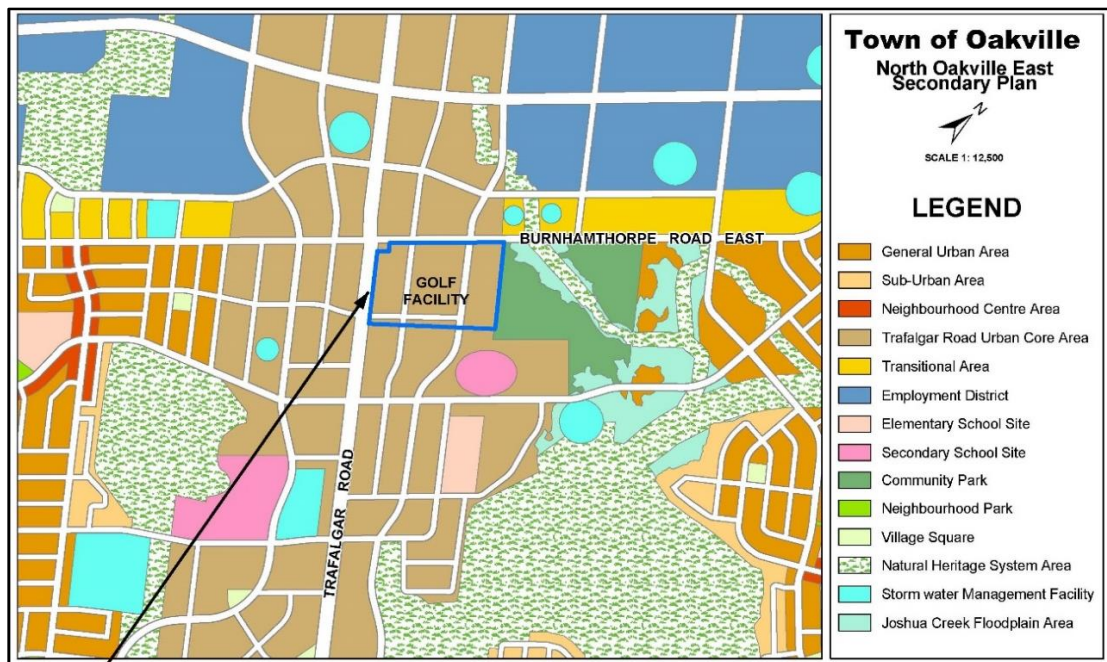 Town of Oakville
North Oakville East
Secondary Plan
N
SCALE 1: 12,500
LEGEND
General Urban Area
Sub-Urban Area
Neighbourhood Centre Area
Trafalgar Road Urban Core Area
Transitional Area
Employment District
Elementary School Site
Secondary School Site
Community Park
Neighbourhood Park
Village Square
Natural Heritage System Area
Storm water Management Facility
Joshua Creek Floodplain Area
BURNHAMTHORPE ROAD EAST
GOLF
FACILITY
TRAFALGAR ROAD